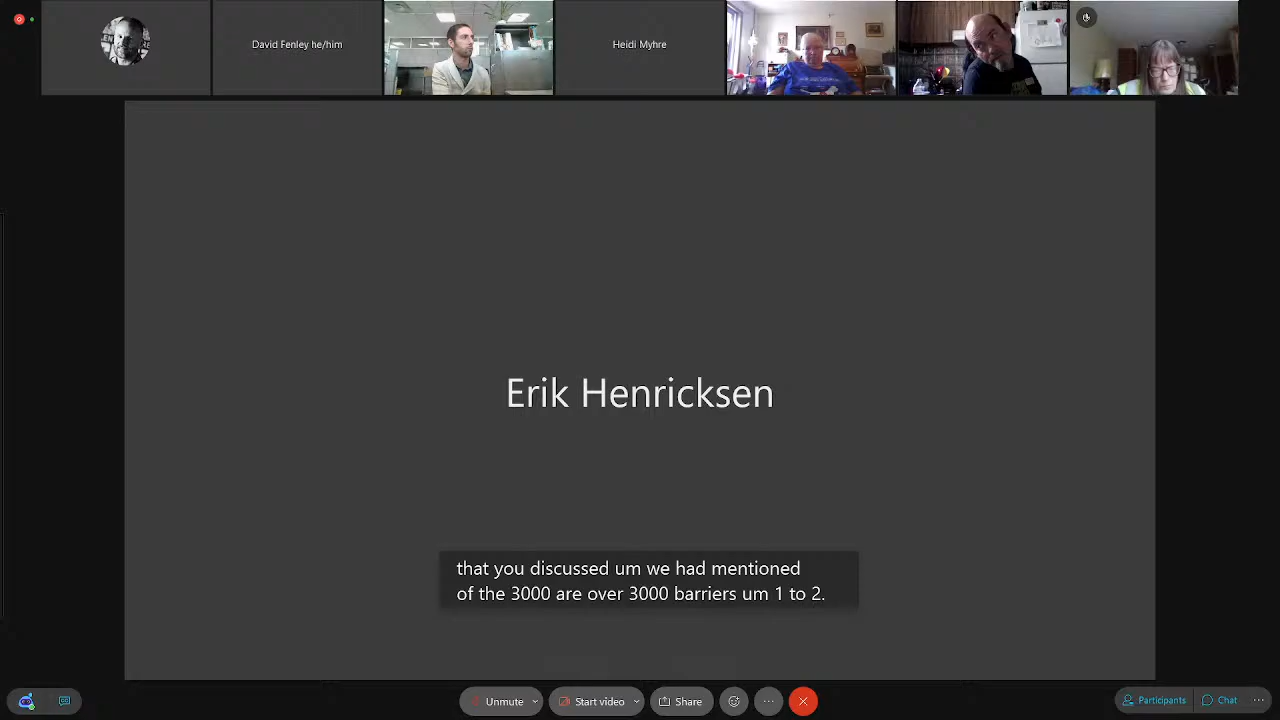 David Fenley he/him
Heidi Myhre
Erik Henricksen
that you discussed um we had mentioned
of the 3000 are over 3000 barriers um 1 to 2.
Unmute
Start video
Share
Participants
Chat